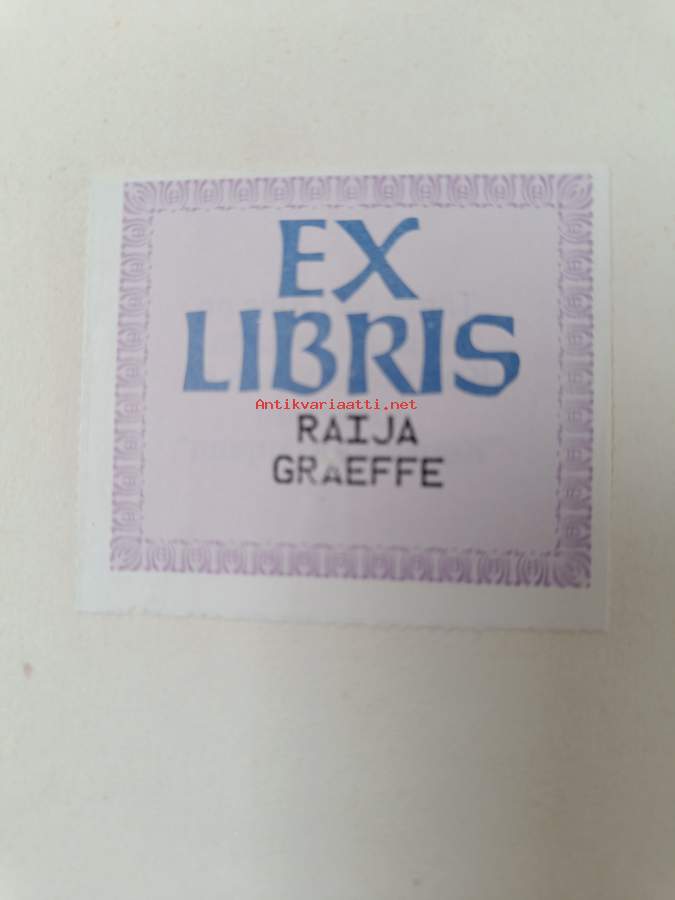 EX
LIBRIS
Antikvariaatti.net
RAIJA
GRAEFFE